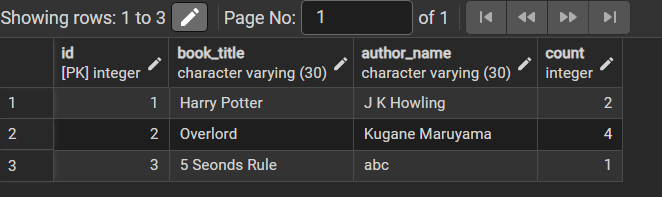 Showing rows: 1 to 3 Page No: 1 of 1
id book_title author_name count
[PK] integer character varying (30) character varying (30) integer
1 1 Harry Potter J K Howling 2
2 2 Overlord Kugane Maruyama 4
3 3 5 Seonds Rule abc 1